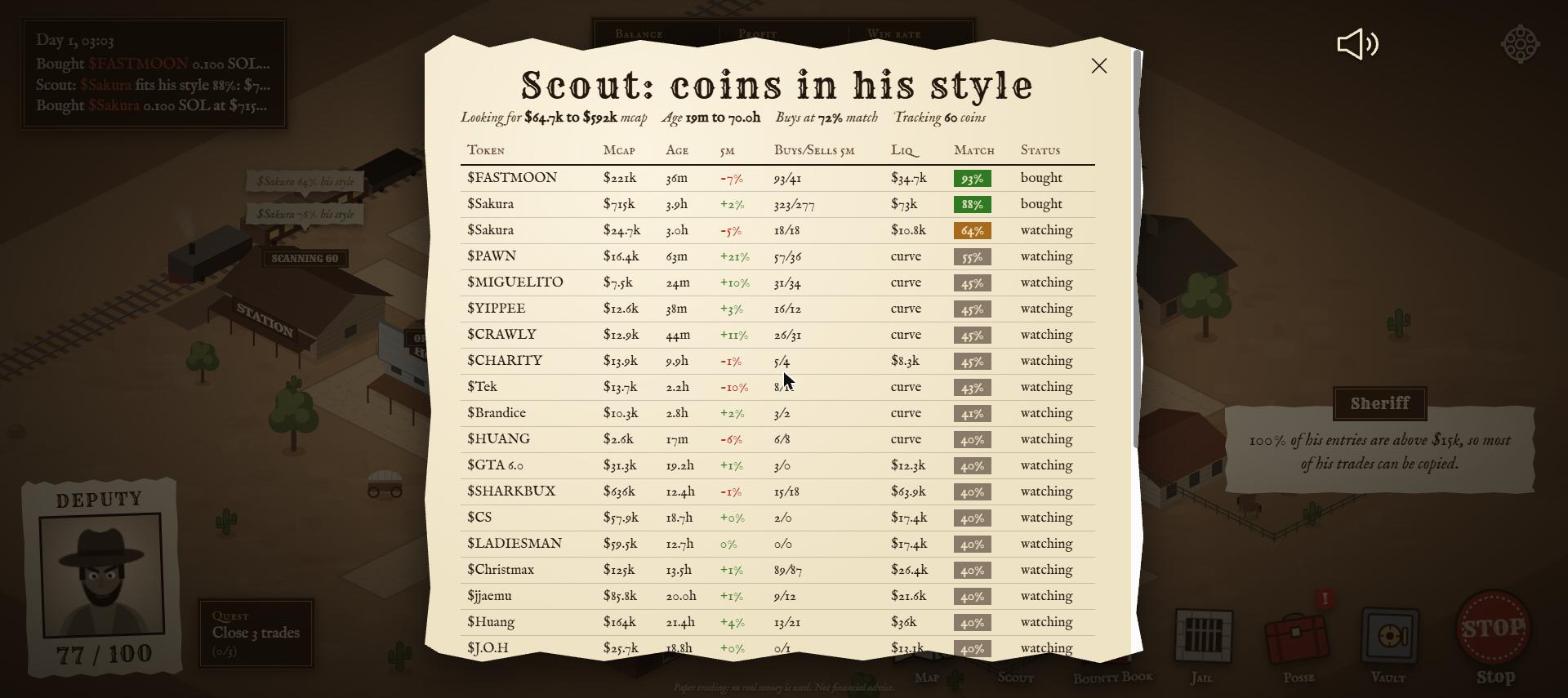 Day 1, 03:03
Bought $FASTMOON 0.100 SOL...
Scout: $Sakura fits his style 88%: $7...
Bought $Sakura 0.100 SOL at $715...
Balance Profit Win rate
Scout: coins in his style
Looking for $64.7k to $592k mcap Age 19m to 70.0h Buys at 72% match Tracking 60 coins
Token Mcap Age 5m Buys/Sells 5m Liq Match Status
$FASTMOON $221k 36m -7% 93/41 $34.7k 93% bought
$Sakura $715k 3.9h +2% 323/277 $73k 88% bought
$Sakura $24.7k 3.0h -5% 18/18 $10.8k 64% watching
$PAWN $16.4k 63m +21% 57/36 curve 55% watching
$MIGUELITO $7.5k 24m +10% 31/34 curve 45% watching
$YIPPEE $12.6k 38m +3% 16/12 curve 45% watching
$CRAWLY $12.9k 44m +11% 26/31 curve 45% watching
$CHARITY $13.9k 9.9h -1% 5/4 $8.3k 45% watching
$Tek $13.7k 2.2h -10% curve 43% watching
$Brandice $10.3k 2.8h +2% 3/2 curve 41% watching
$HUANG $2.6k 17m -6% 6/8 curve 40% watching
$GTA 6.0 $31.3k 19.2h +1% 3/0 $12.3k 40% watching
$SHARKBUX $636k 12.4h -1% 15/18 $63.9k 40% watching
$CS $57.9k 18.7h +0% 2/0 $17.4k 40% watching
$LADIESMAN $59.5k 12.7h 0% 0/0 $17.4k 40% watching
$Christmax $125k 13.5h +1% 89/87 $26.4k 40% watching
$jjaemu $85.8k 20.0h +1% 9/12 $21.6k 40% watching
$Huang $164k 21.4h +4% 13/21 $36k 40% watching
$J.O.H $25.7k 18.8h +0% 0/1 $13.1k 40% watching
$Sakura 64% his style
$Sakura 78% his style
SCANNING 60
STATION
Sheriff
100% of his entries are above $15k, so most
of his trades can be copied.
DEPUTY
77 / 100
Quest
Close 3 trades
(0/3)
Map
Scout
Bounty Book
Jail
!
Posse
Vault
STOP
Stop
Paper trading: no real money is used. Not financial advice.